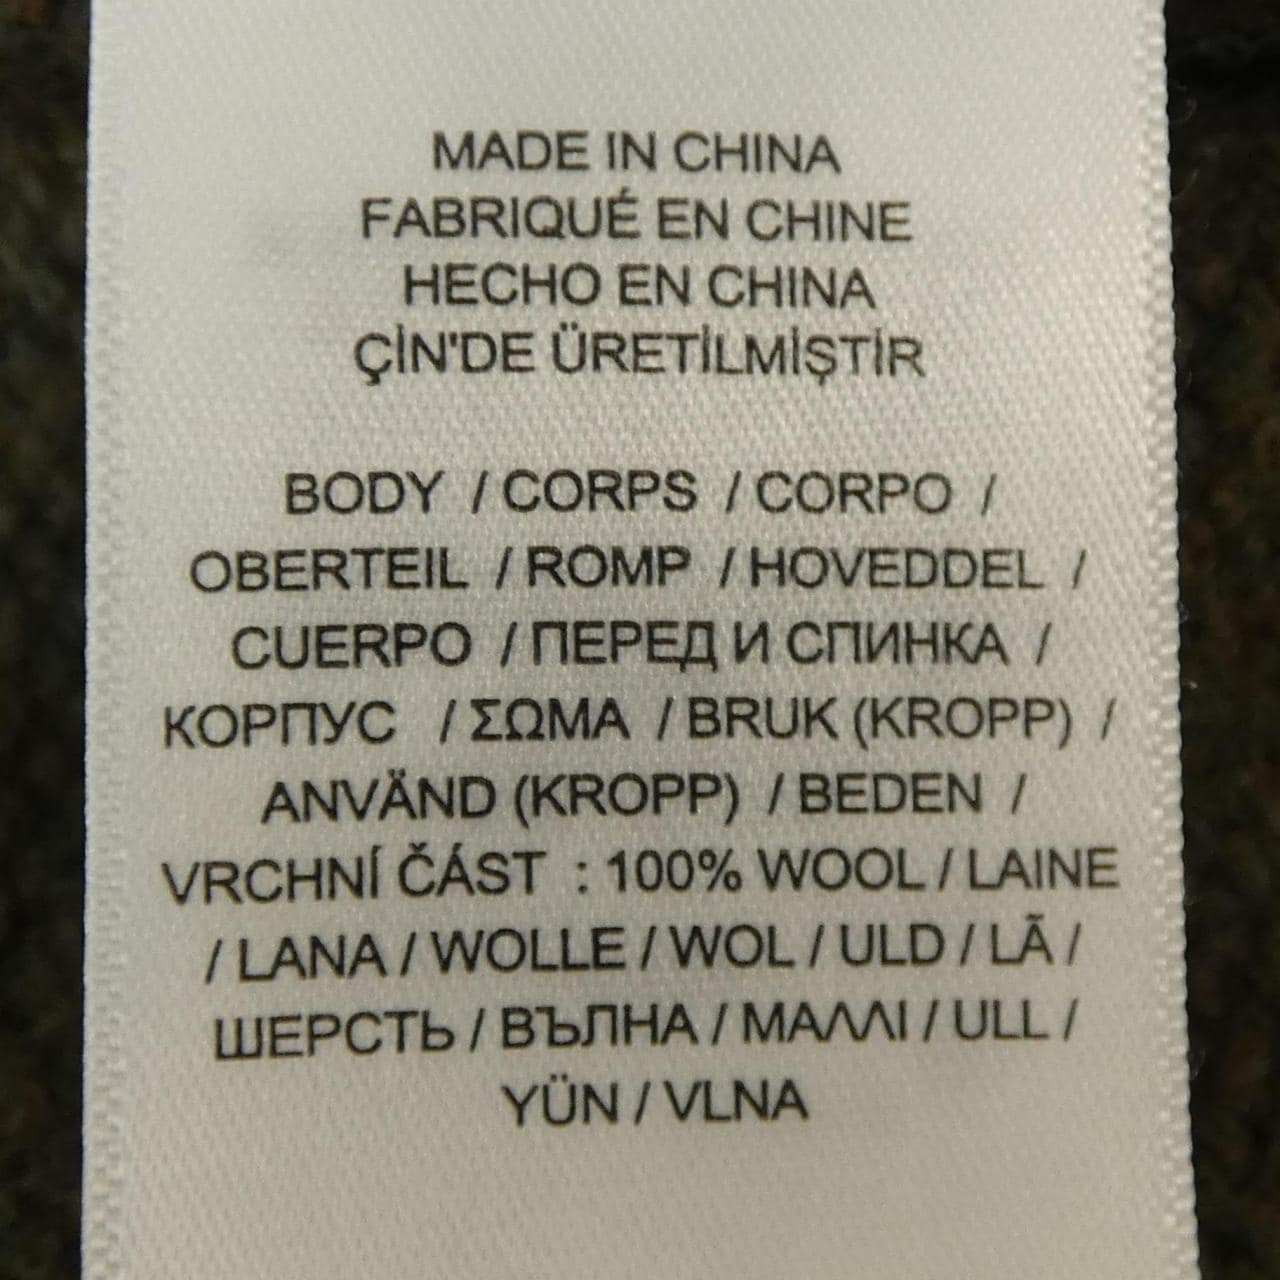 MADE IN CHINA
FABRIQUÉ EN CHINE
HECHO EN CHINA
ÇİN'DE ÜRETİLMİŞTİR
BODY / CORPS / CORPO /
OBERTEIL / ROMP / HOVEDDEL /
CUERPO / ПЕРЕД И СПИНКА /
КОРПУС / ΣΩΜΑ / BRUK (KROPP) /
ANVÄND (KROPP) / BEDEN /
VRCHNÍ ČÁST : 100% WOOL / LAINE
/ LANA / WOLLE / WOL / ULD / LÃ /
ШЕРСТЬ / ВЪЛНА / ΜΑΛΛΙ / ULL /
YÜN / VLNA